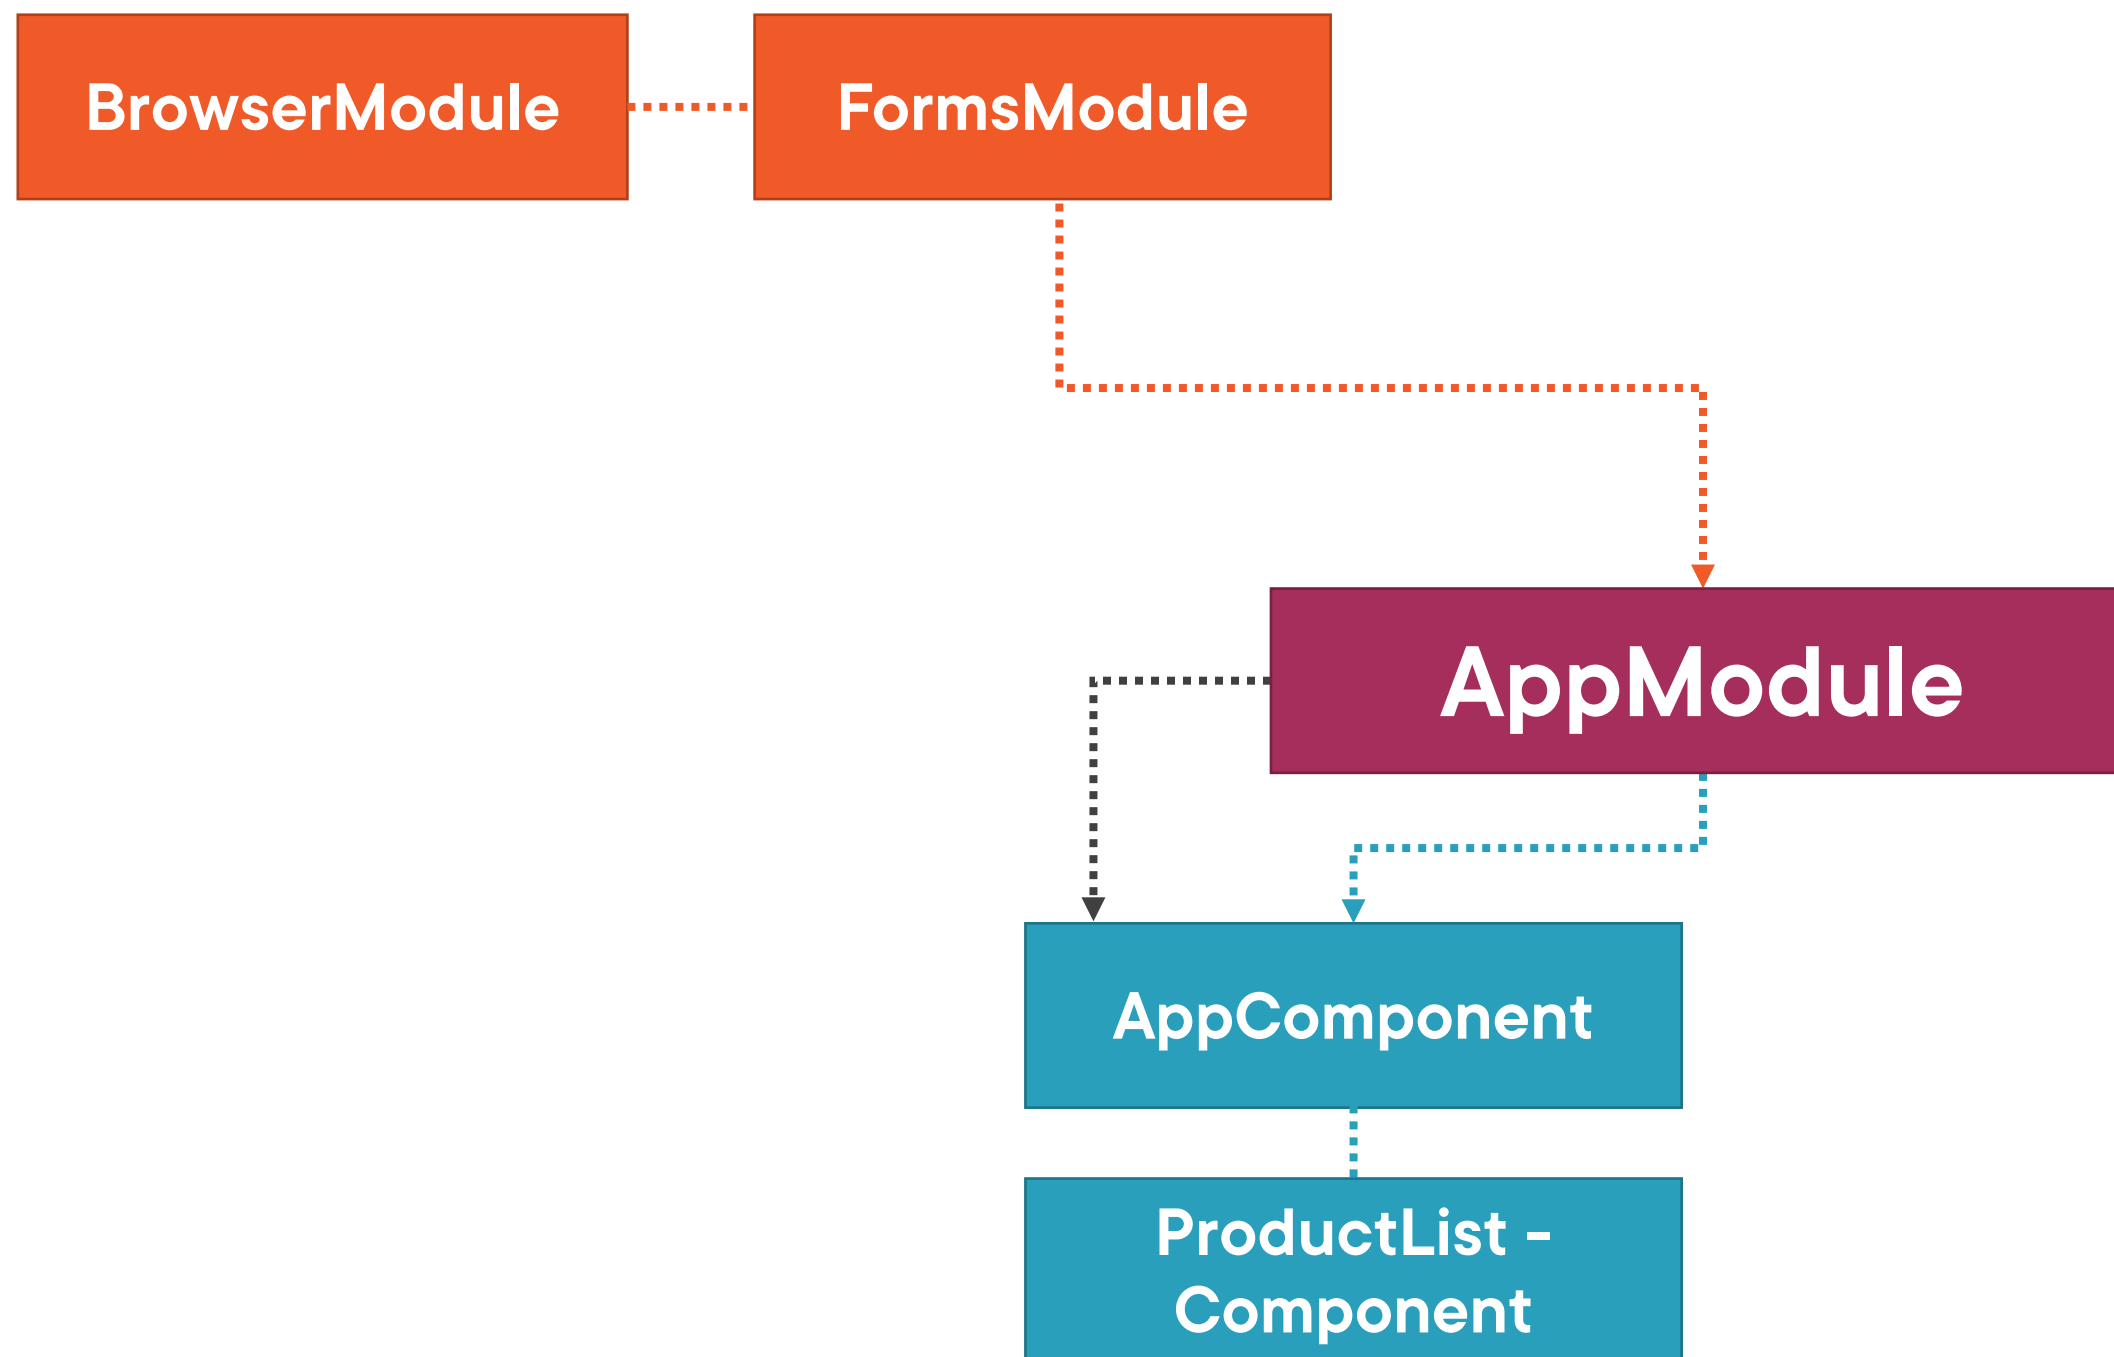 BrowserModule
FormsModule
AppModule
AppComponent
ProductList -
Component